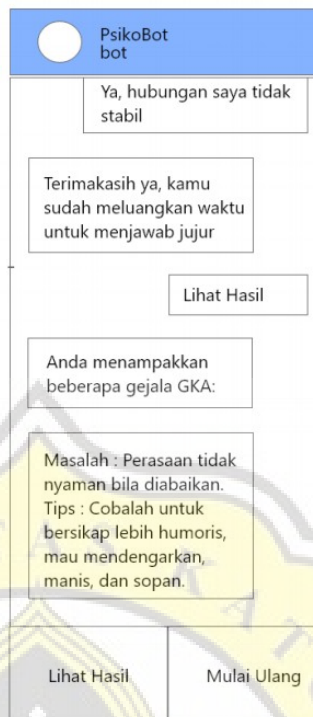 PsikoBot
bot
Ya, hubungan saya tidak
stabil
Terimakasih ya, kamu
sudah meluangkan waktu
untuk menjawab jujur
Lihat Hasil
Anda menampakkan
beberapa gejala GKA:
Masalah : Perasaan tidak
nyaman bila diabaikan.
Tips : Cobalah untuk
bersikap lebih humoris,
mau mendengarkan,
manis, dan sopan.
Lihat Hasil
Mulai Ulang